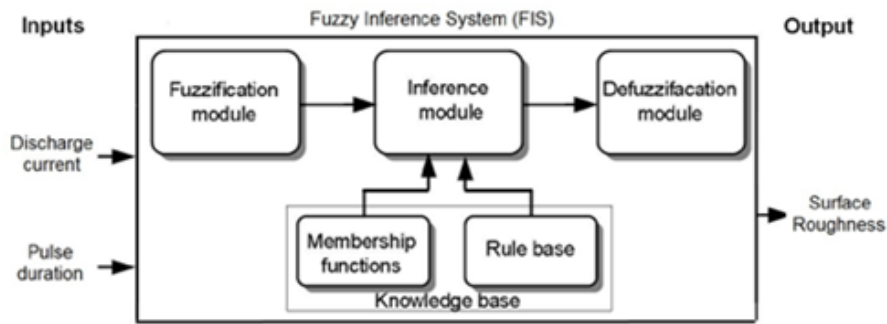 Inputs
Fuzzy Inference System (FIS)
Output
Fuzzification
module
Inference
module
Defuzzifacation
module
Discharge
current
Pulse
duration
Membership
functions
Rule base
Knowledge base
Surface
Roughness